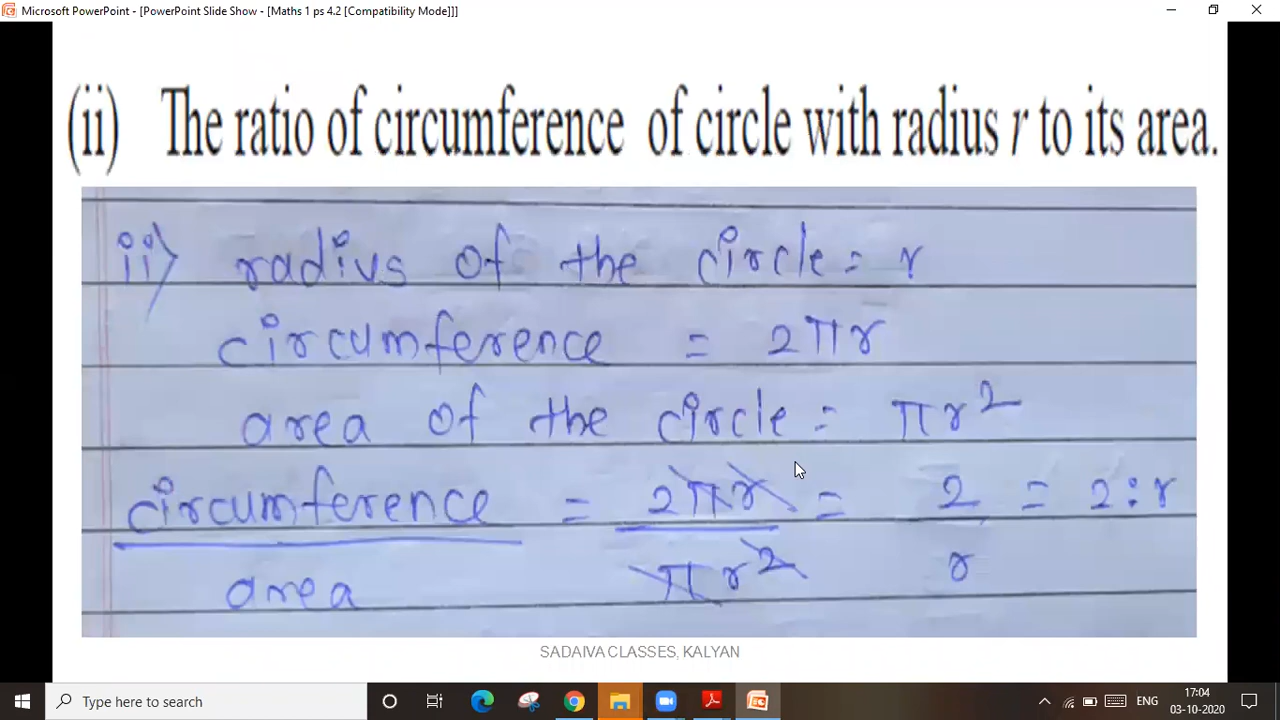 Microsoft PowerPoint - [PowerPoint Slide Show - [Maths 1 ps 4.2 [Compatibility Mode]]]
(ii) The ratio of circumference of circle with radius r to its area.
ii) radius of the circle = r
circumference = 2πr
area of the circle = πr²
circumference / area = 2πr / πr² = 2 / r = 2:r
SADAIVA CLASSES, KALYAN
Type here to search
ENG
17:04
03-10-2020